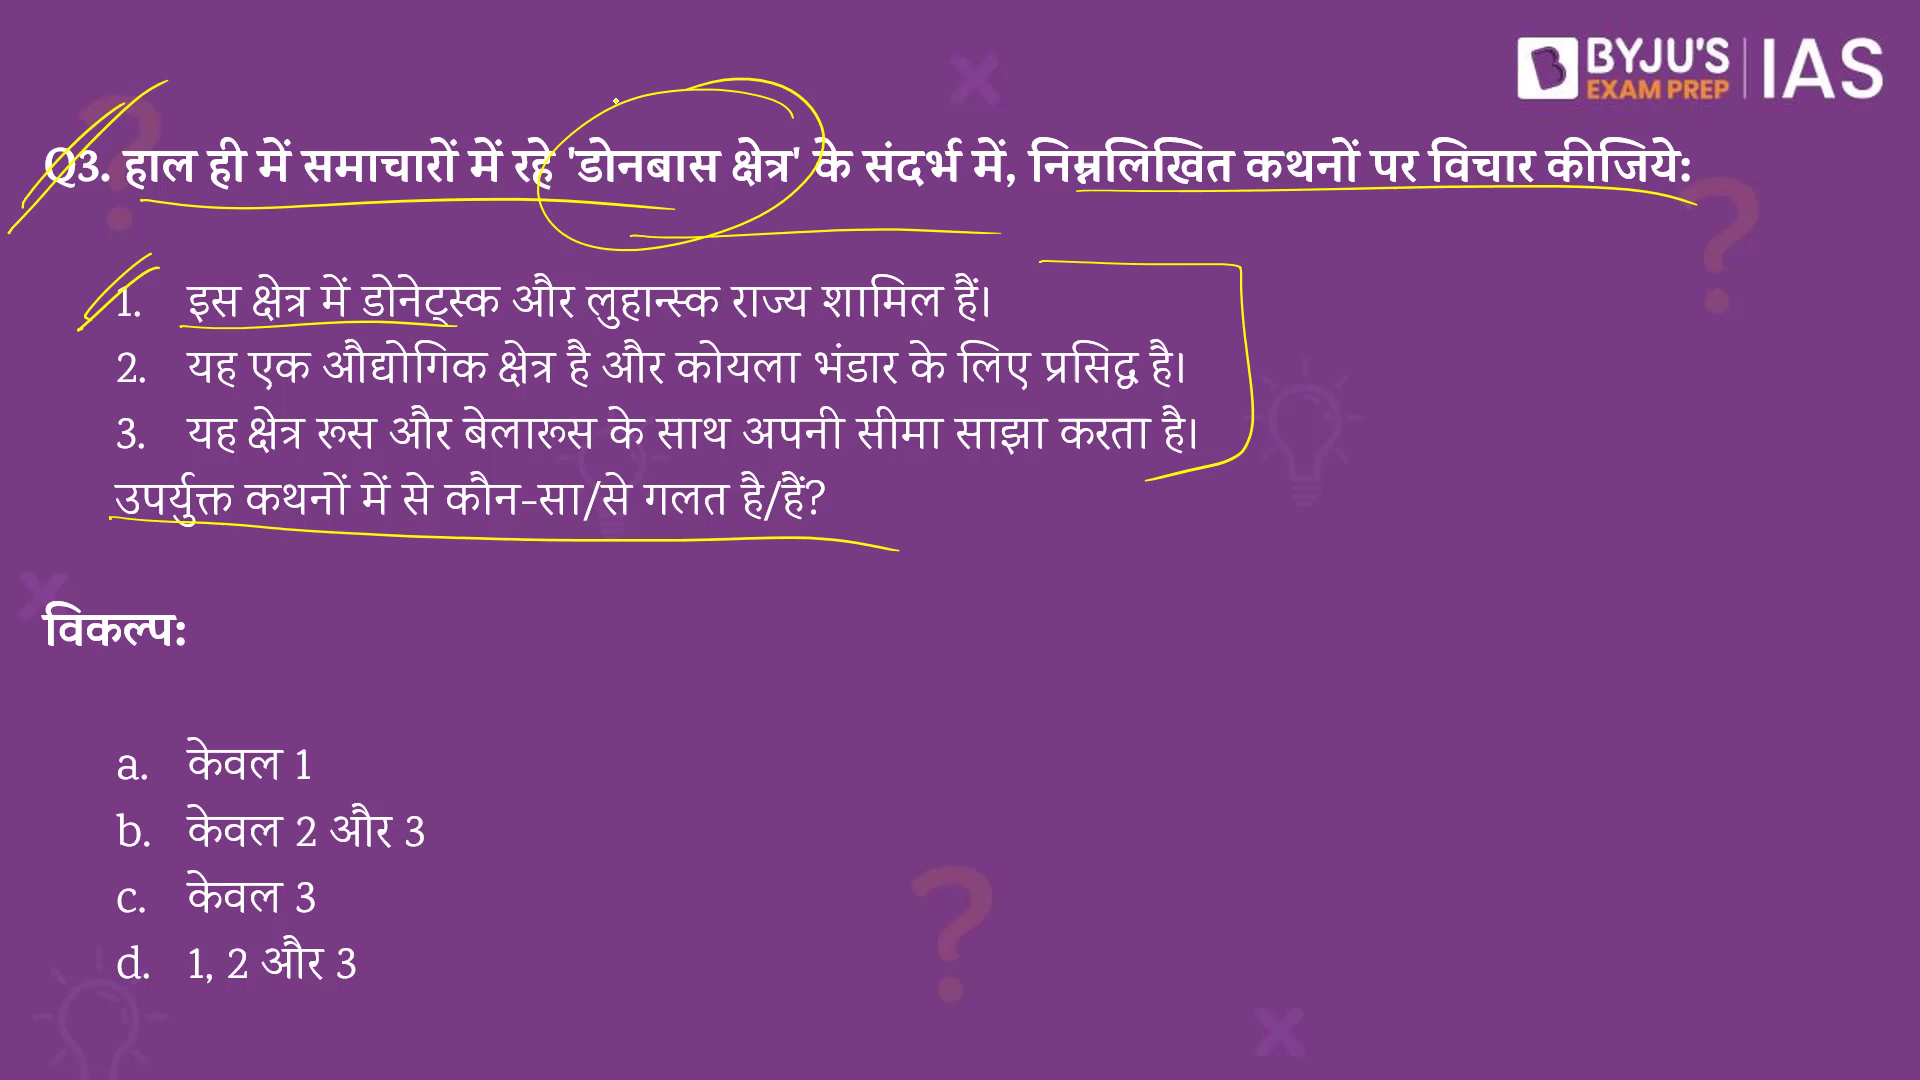 BYJU'S
EXAM PREP
IAS
Q3. हाल ही में समाचारों में रहे 'डोनबास क्षेत्र' के संदर्भ में, निम्नलिखित कथनों पर विचार कीजिये:
1. इस क्षेत्र में डोनेट्स्क और लुहान्स्क राज्य शामिल हैं।
2. यह एक औद्योगिक क्षेत्र है और कोयला भंडार के लिए प्रसिद्ध है।
3. यह क्षेत्र रूस और बेलारूस के साथ अपनी सीमा साझा करता है।
उपर्युक्त कथनों में से कौन-सा/से गलत है/हैं?
विकल्प:
a. केवल 1
b. केवल 2 और 3
c. केवल 3
d. 1, 2 और 3